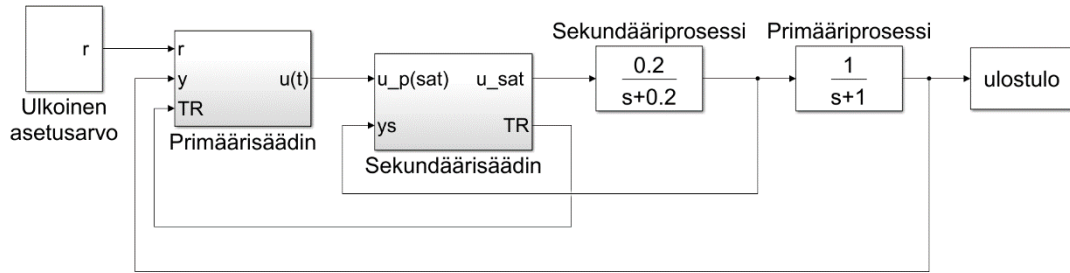 r
Ulkoinen
asetusarvo
r
y
TR
u(t)
Primäärisäädin
u_p(sat)
ys
u_sat
TR
Sekundäärisäädin
Sekundääriprosessi
0.2
s+0.2
Primääriprosessi
1
s+1
ulostulo